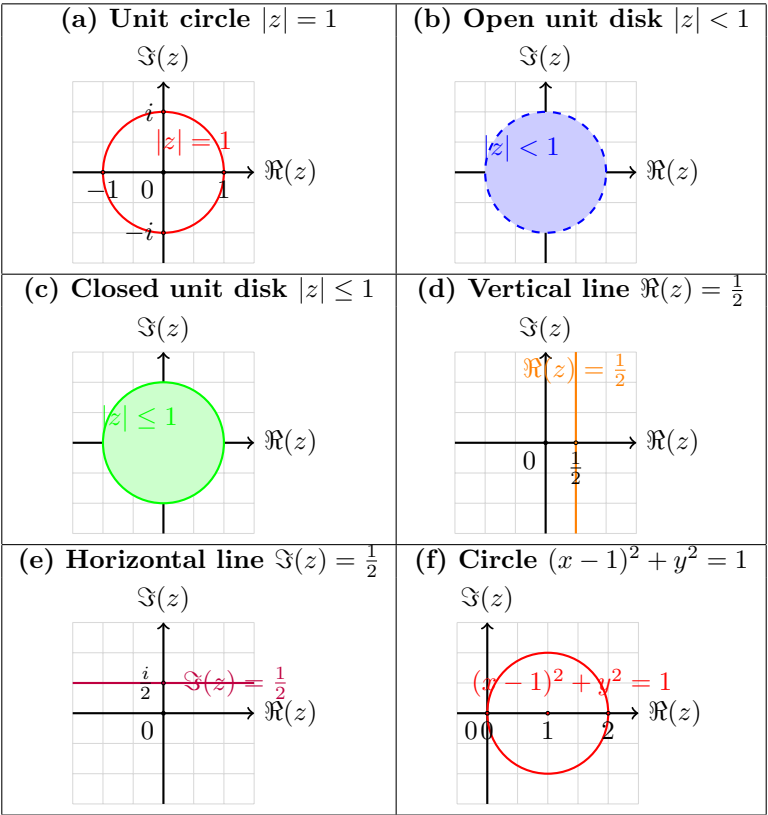 (a) Unit circle |z| = 1
ℑ(z)
i
|z| = 1
ℜ(z)
−1 0 1
−i
(b) Open unit disk |z| < 1
ℑ(z)
|z| < 1
ℜ(z)
(c) Closed unit disk |z| ≤ 1
ℑ(z)
|z| ≤ 1
ℜ(z)
(d) Vertical line ℜ(z) = 1/2
ℑ(z)
ℜ(z) = 1/2
ℜ(z)
0 1/2
(e) Horizontal line ℑ(z) = 1/2
ℑ(z)
i/2 ℑ(z) = 1/2
ℜ(z)
0
(f) Circle (x − 1)² + y² = 1
ℑ(z)
(x − 1)² + y² = 1
ℜ(z)
0 0 1 2